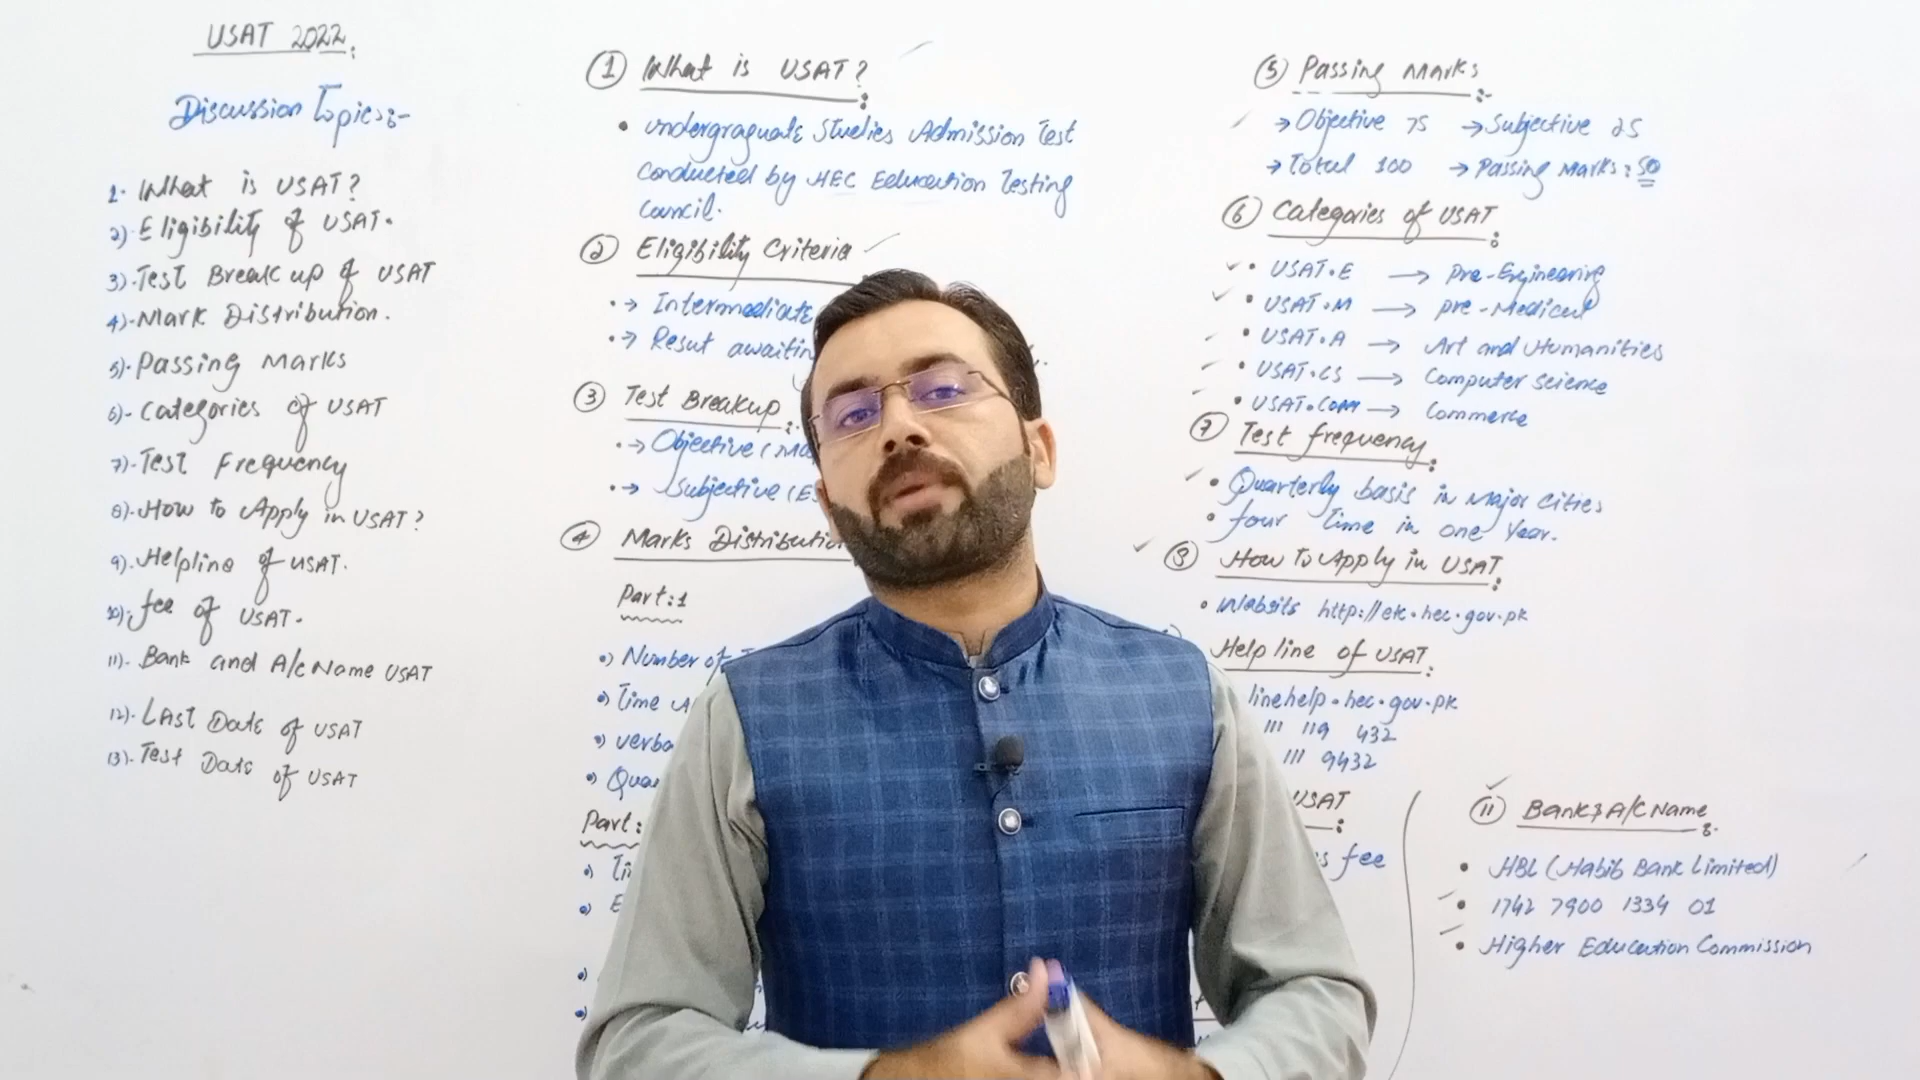 USAT 2022:
Discussion Topics:-
1. What is USAT?
2). Eligibility of USAT.
3).Test Break up of USAT
4).Mark Distribution.
5).Passing Marks
6)-Categories of USAT
7).Test Frequency
8).How to Apply in USAT?
9).Helpline of USAT.
10).fee of USAT.
11). Bank and A/c Name USAT
12). Last Date of USAT
13). Test Date of USAT
① What is USAT?:
• Undergraguate Studies Admission Test
Conducted by HEC Education Testing
Council.
② Eligibility Criteria
•→ Intermediate
•→ Resut awaitin
③ Test Breakup:
•→ Objective (
•→ Subjective (Es
④ Marks Distribution
Part:1
•) Number of
•) Time
•) verba
•) Quan
Part:
•)
•) E
•)
•)
⑤ Passing Marks:-
→ Objective 75 → Subjective 25
→ Total 100 → Passing Marks: 50
⑥ Categories of USAT:
• USAT.E → Pre-Engineering
• USAT.M → Pre-Medical
• USAT.A → Art and Humanities
• USAT.CS → Computer Science
• USAT.COM → Commerce
⑦ Test frequency:
• Quarterly basis in Major Cities
• four Time in one Year.
⑧ How to Apply in USAT:
• Website http://etc.hec.gov.pk
Help line of USAT:
linehelp.hec.gov.pk
111 119 432
111 9432
USAT:
fee
⑪ Bank & A/c Name:
• HBL (Habib Bank Limited)
• 1742 7900 1334 01
• Higher Education Commission